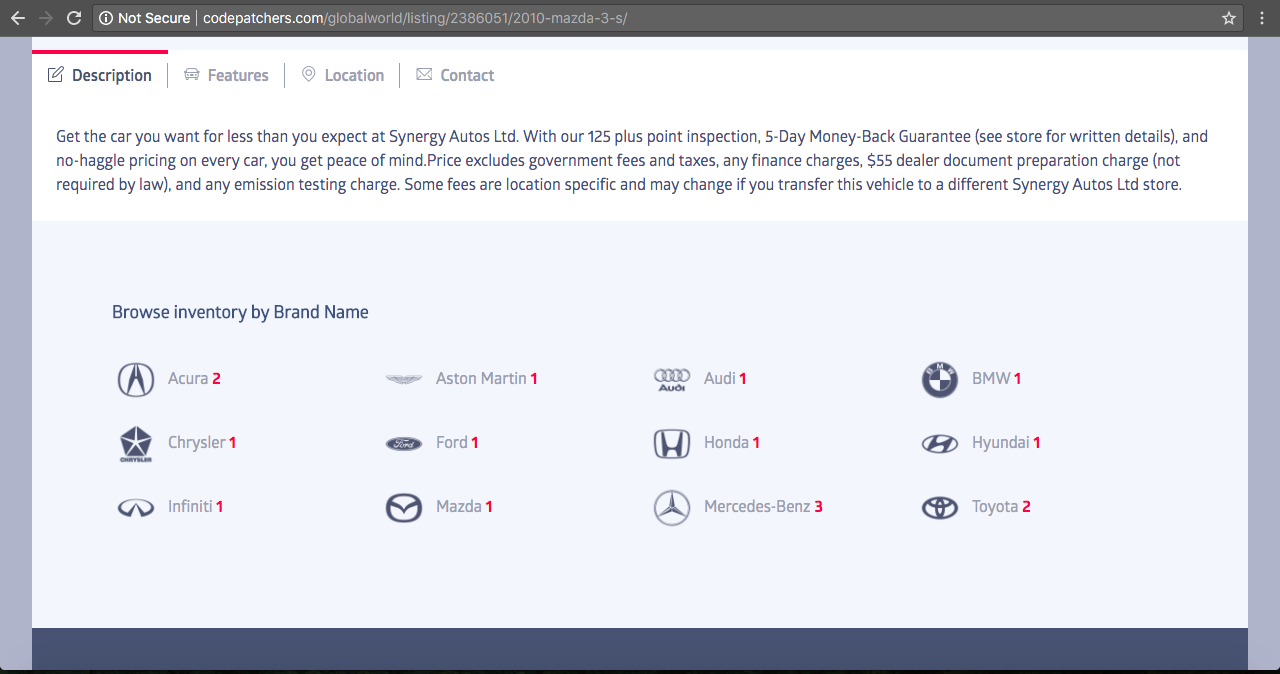 Not Secure | codepatchers.com/globalworld/listing/2386051/2010-mazda-3-s/
Description Features Location Contact
Get the car you want for less than you expect at Synergy Autos Ltd. With our 125 plus point inspection, 5-Day Money-Back Guarantee (see store for written details), and
no-haggle pricing on every car, you get peace of mind.Price excludes government fees and taxes, any finance charges, $55 dealer document preparation charge (not
required by law), and any emission testing charge. Some fees are location specific and may change if you transfer this vehicle to a different Synergy Autos Ltd store.
Browse inventory by Brand Name
Acura 2 Aston Martin 1 Audi Audi 1 BMW BMW 1
CHRYSLER Chrysler 1 Ford Ford 1 Honda 1 Hyundai 1
Infiniti 1 Mazda 1 Mercedes-Benz 3 Toyota 2